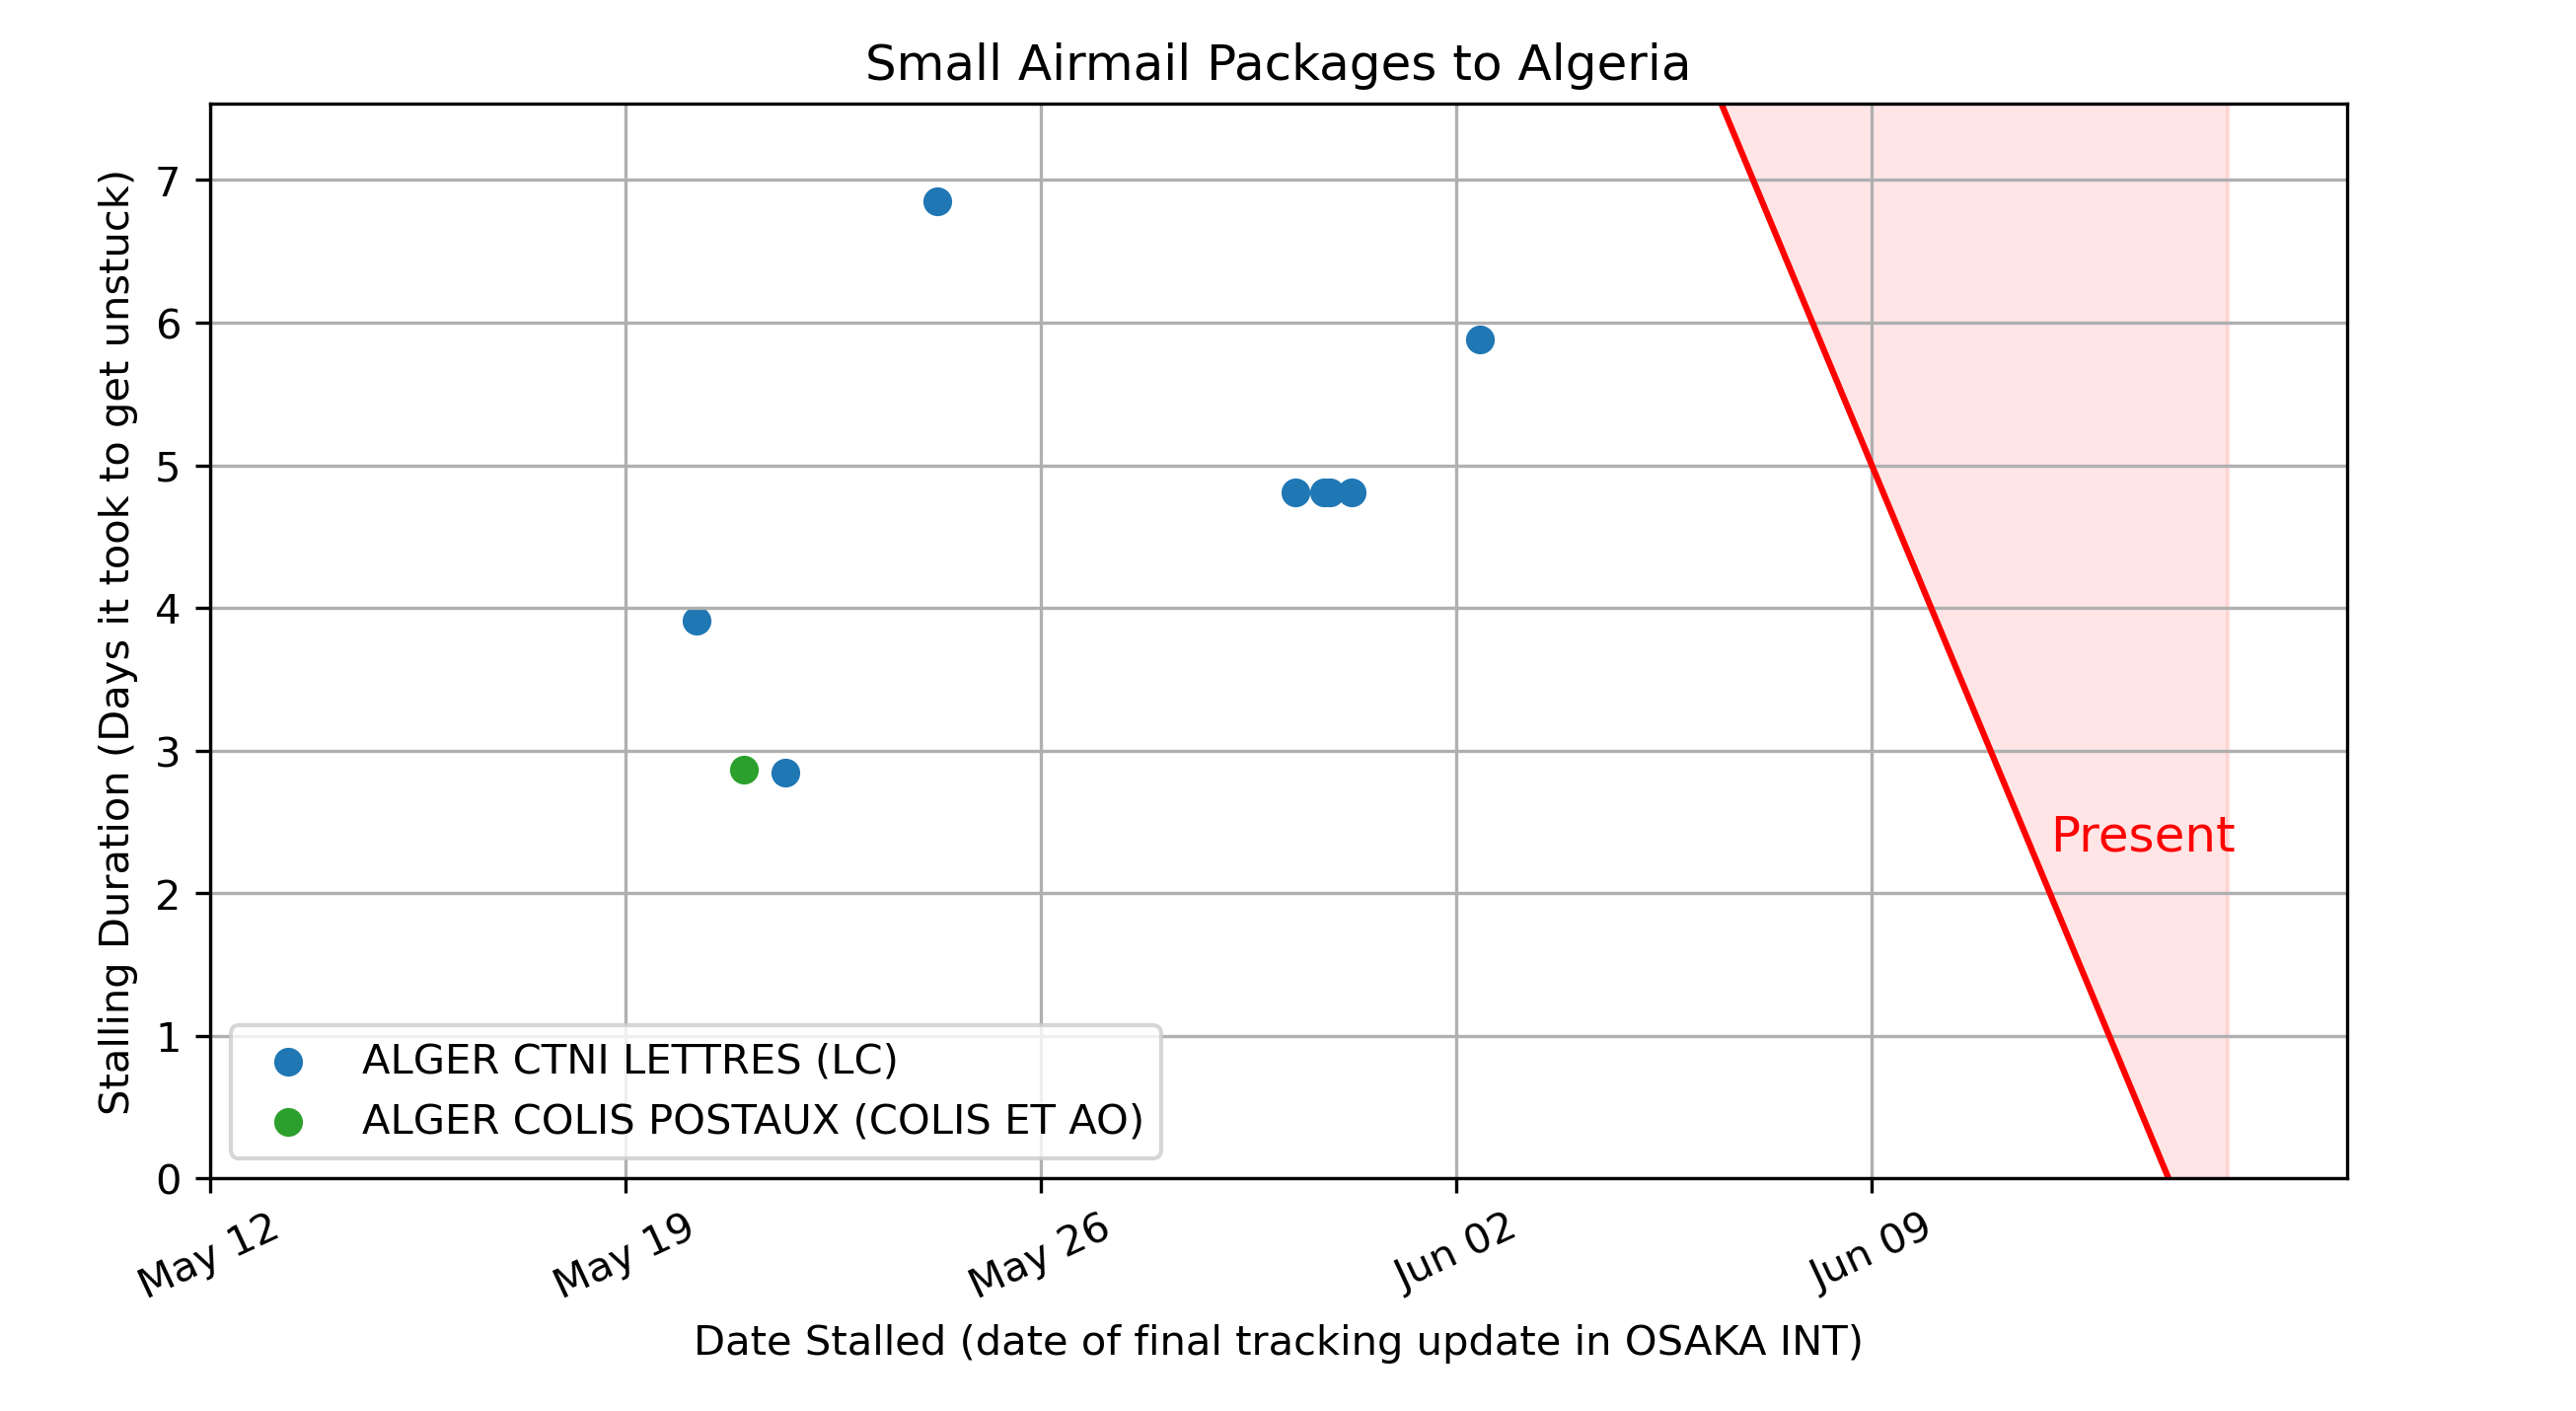 Small Airmail Packages to Algeria
Stalling Duration (Days it took to get unstuck)
7
6
5
4
3
2
1
0
Present
ALGER CTNI LETTRES (LC)
ALGER COLIS POSTAUX (COLIS ET AO)
May 12
May 19
May 26
Jun 02
Jun 09
Date Stalled (date of final tracking update in OSAKA INT)